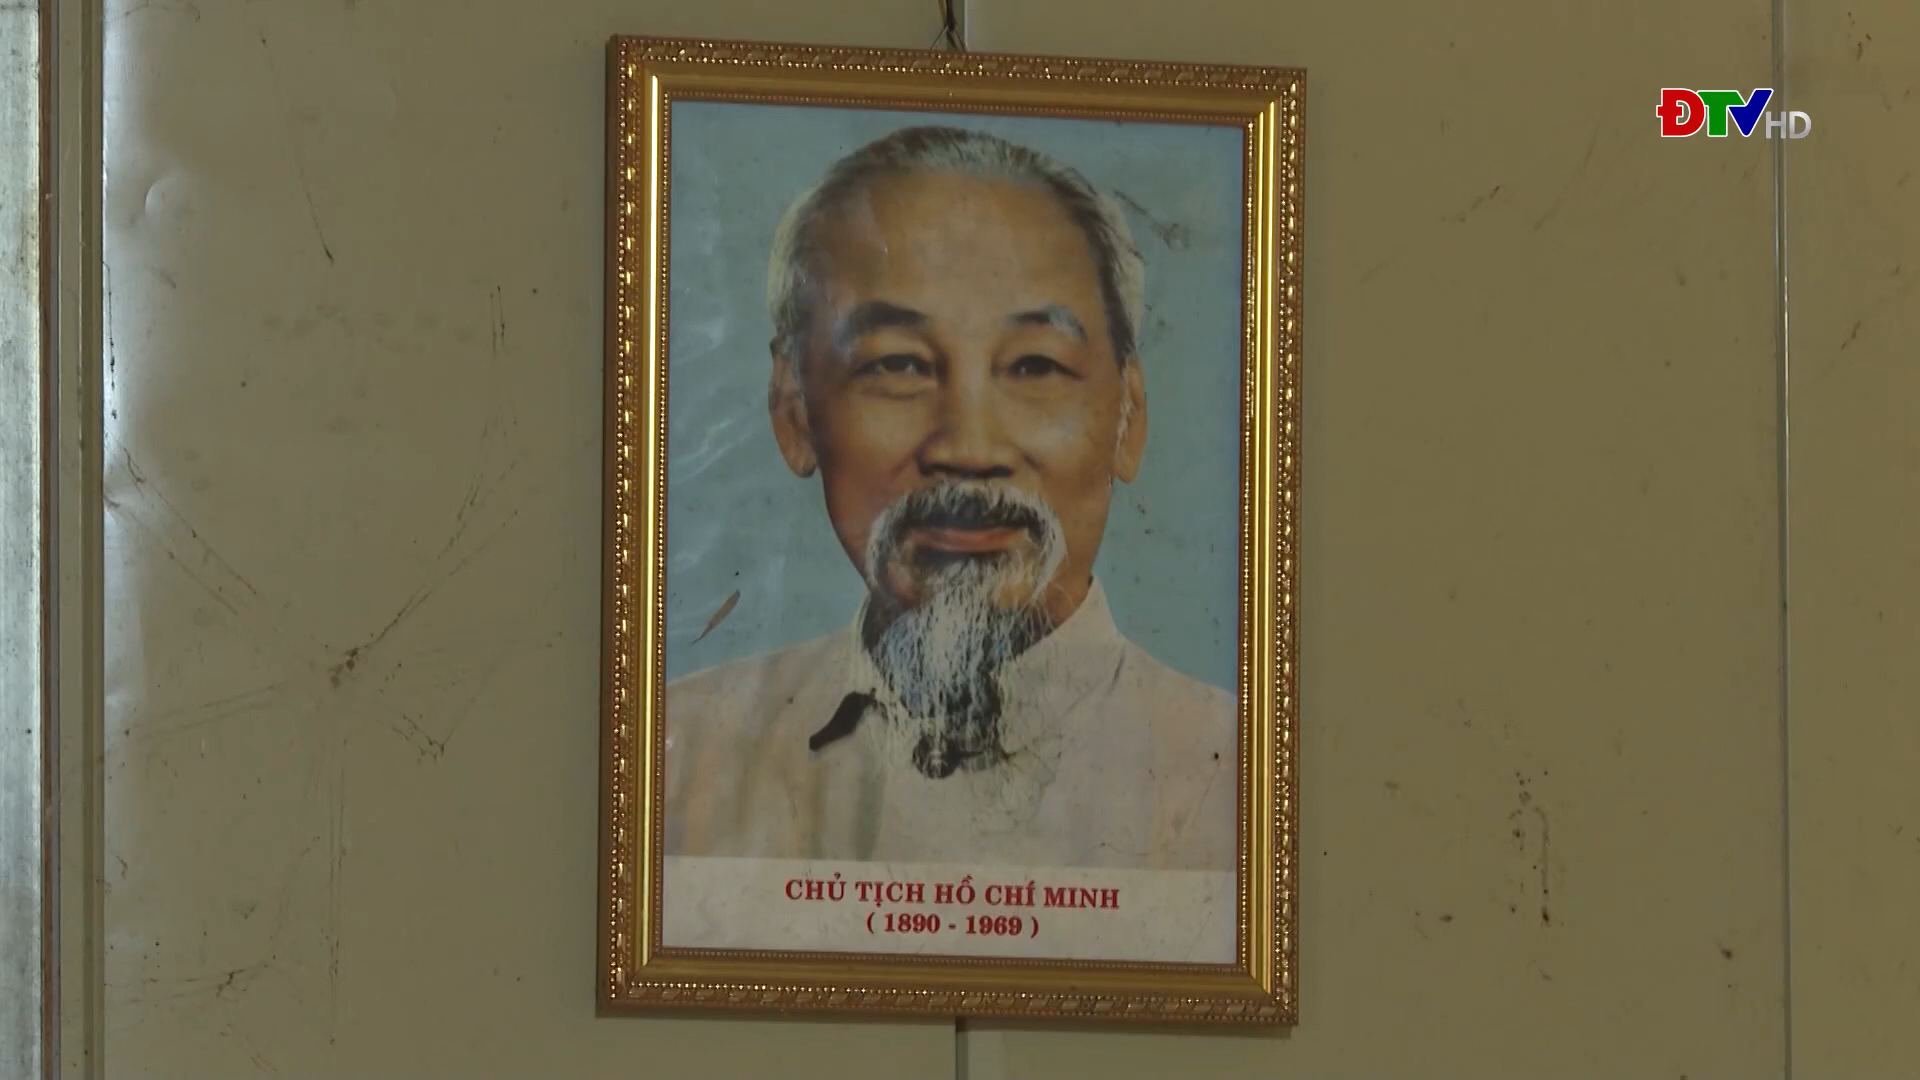 ĐTV HD
CHỦ TỊCH HỒ CHÍ MINH
( 1890 - 1969 )